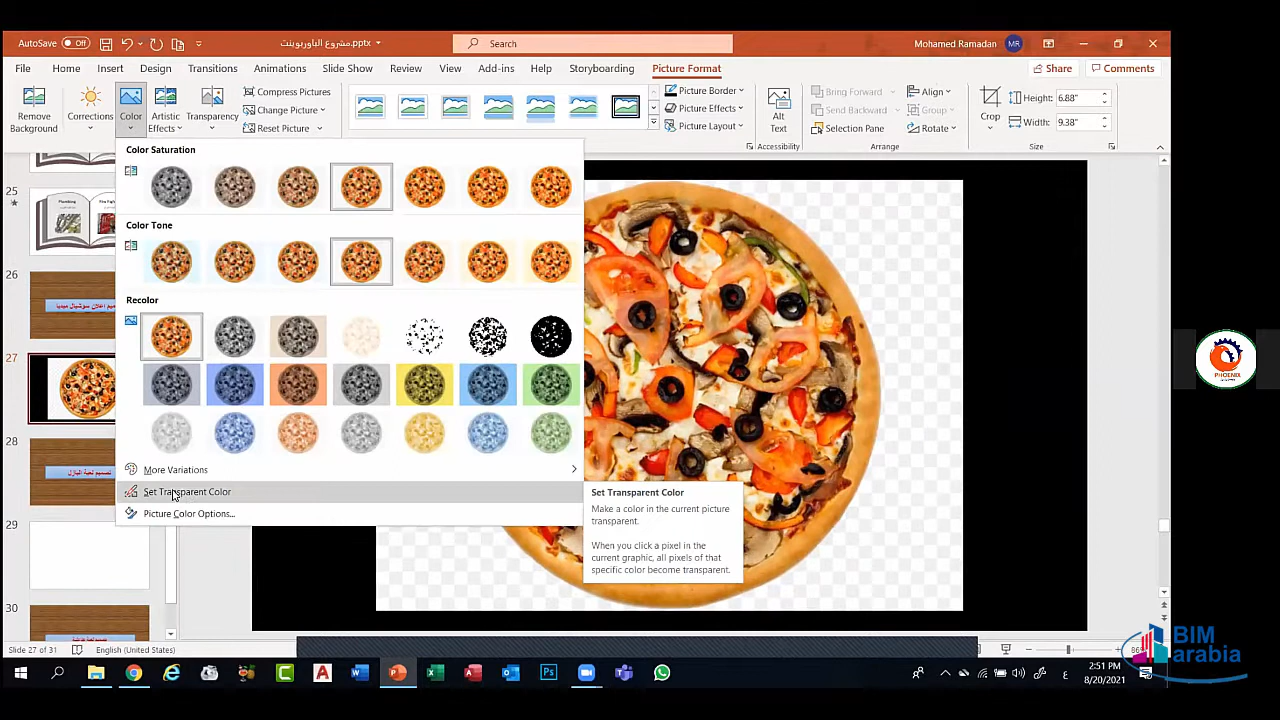 AutoSave Off
مشروع الباوربوينت.pptx
Search
Mohamed Ramadan MR
File Home Insert Design Transitions Animations Slide Show Review View Add-ins Help Storyboarding Picture Format
Share Comments
Remove Background
Corrections
Color
Artistic Effects
Transparency
Compress Pictures
Change Picture
Reset Picture
Picture Border
Picture Effects
Picture Layout
Alt Text
Accessibility
Bring Forward
Send Backward
Selection Pane
Align
Group
Rotate
Arrange
Crop
Height: 6.88"
Width: 9.38"
Size
Color Saturation
Color Tone
Recolor
More Variations
Set Transparent Color
Picture Color Options...
Set Transparent Color
Make a color in the current picture
transparent.
When you click a pixel in the
current graphic, all pixels of that
specific color become transparent.
25
26
27
28
29
30
Plumbing
تصميم لعبة البازل
Slide 27 of 31
English (United States)
PHOENIX
BIM
arabia
2:51 PM
8/20/2021
ع